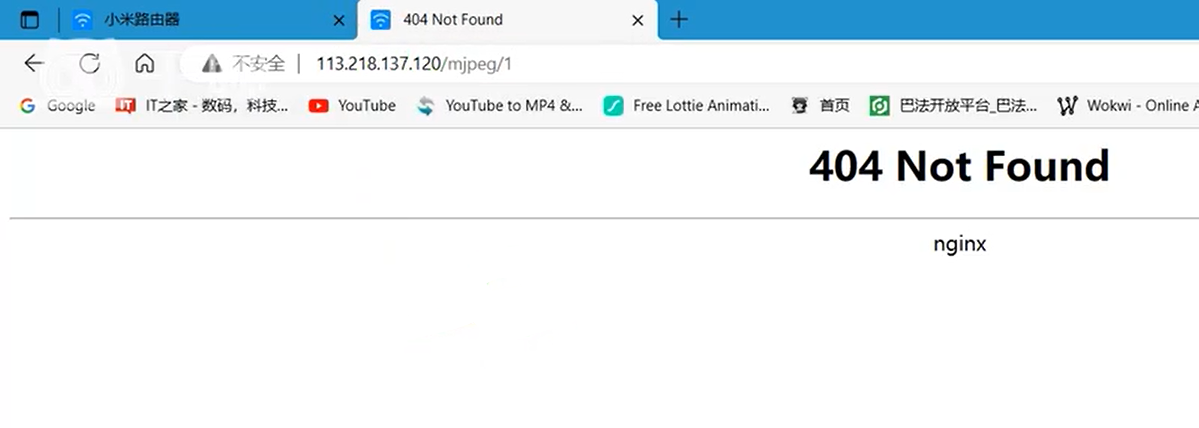 小米路由器 404 Not Found
不安全 113.218.137.120/mjpeg/1
Google IT IT之家 - 数码，科技... YouTube YouTube to MP4 &... Free Lottie Animati... 首页 巴法开放平台_巴法... Wokwi - Online A
404 Not Found
nginx